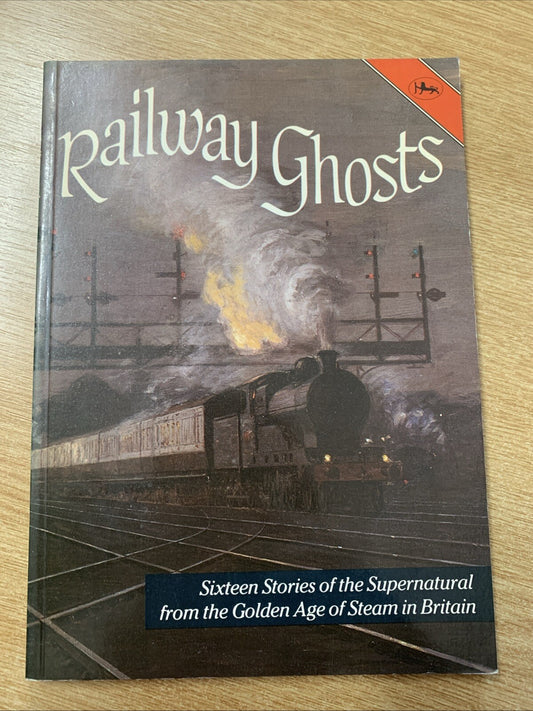 Railway Ghosts
Sixteen Stories of the Supernatural
from the Golden Age of Steam in Britain